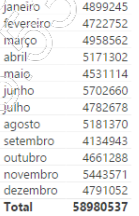 janeiro 4899245
fevereiro 4722752
março 4958562
abril 5171302
maio 4531114
junho 5702660
julho 4782678
agosto 5181370
setembro 4134943
outubro 4661288
novembro 5443571
dezembro 4791052
Total 58980537